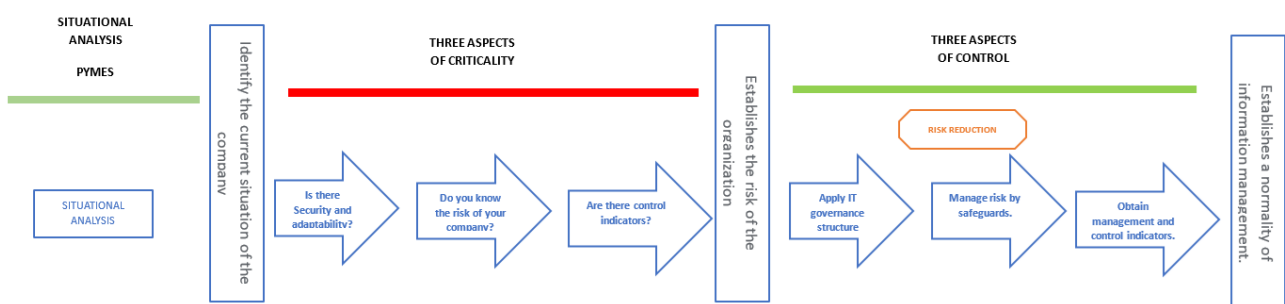 SITUATIONAL
ANALYSIS
PYMES
SITUATIONAL
ANALYSIS
Identify the current situation of the
company
THREE ASPECTS
OF CRITICALITY
Is there
Security and
adaptability?
Do you know
the risk of your
company?
Are there control
indicators?
Establishes the risk of the
organization
THREE ASPECTS
OF CONTROL
RISK REDUCTION
Apply IT
governance
structure
Manage risk by
safeguards.
Obtain
management and
control indicators.
Establishes a normality of
information management.